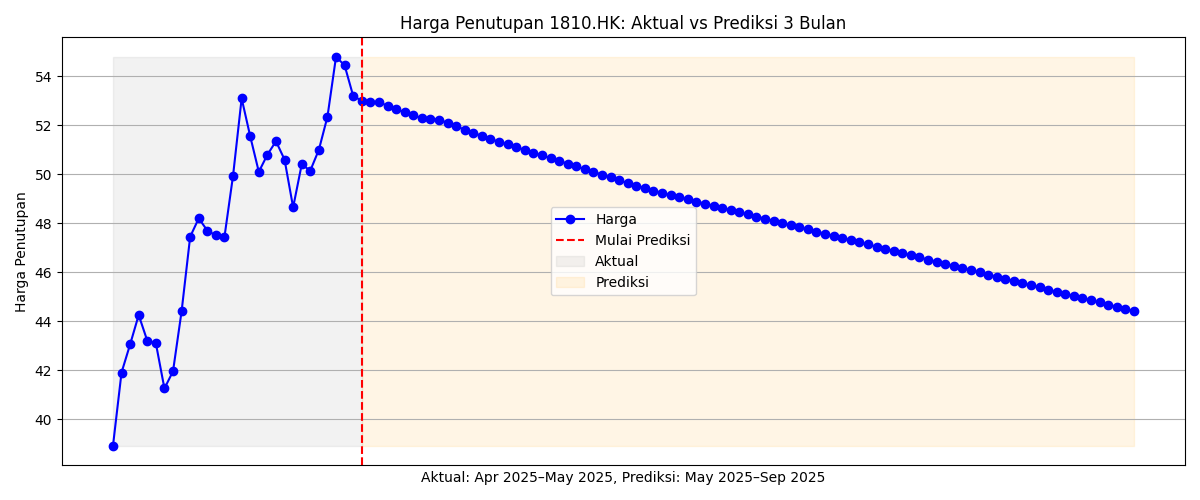 Harga Penutupan 1810.HK: Aktual vs Prediksi 3 Bulan
Harga Penutupan
54
52
50
48
46
44
42
40
Harga
Mulai Prediksi
Aktual
Prediksi
Aktual: Apr 2025–May 2025, Prediksi: May 2025–Sep 2025